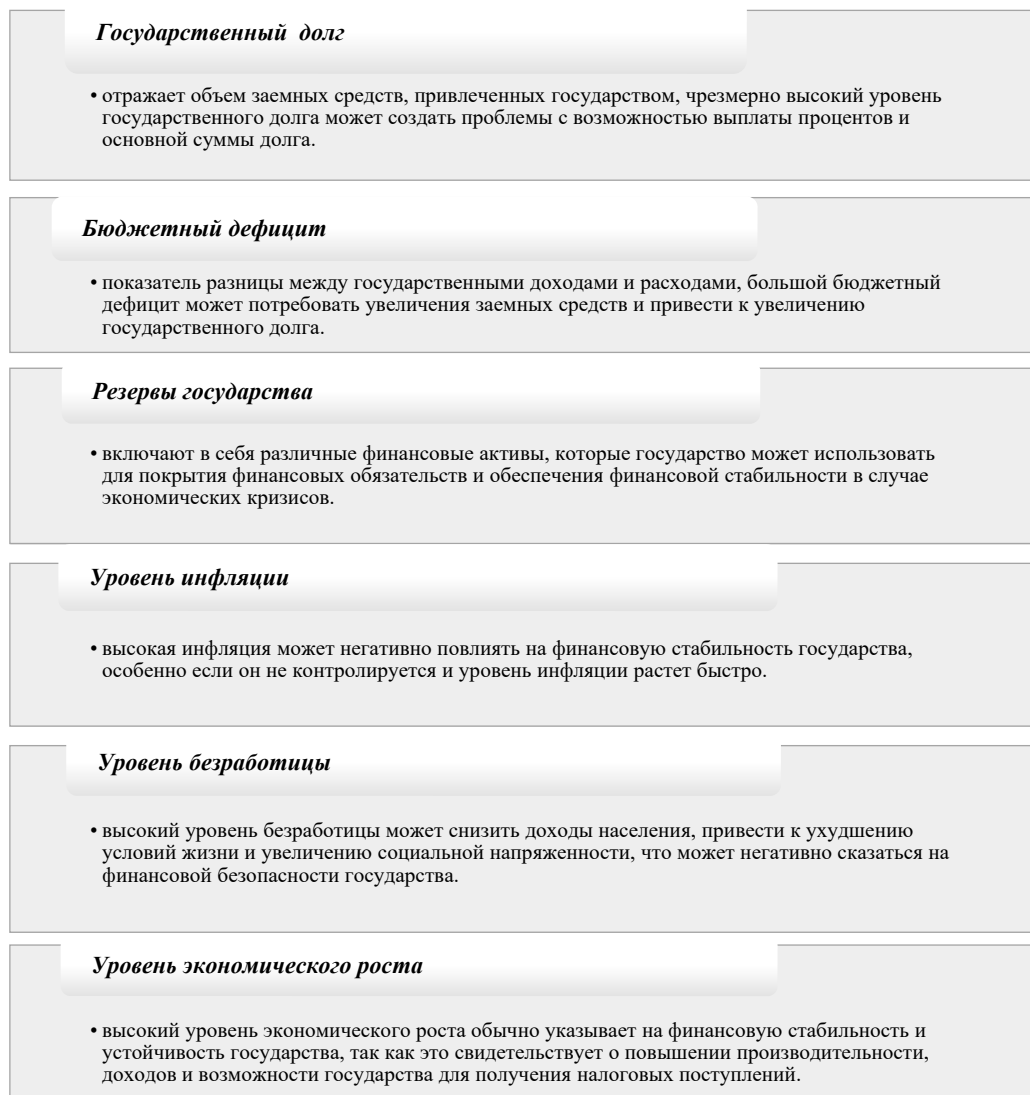 Государственный долг
• отражает объем заемных средств, привлеченных государством, чрезмерно высокий уровень
государственного долга может создать проблемы с возможностью выплаты процентов и
основной суммы долга.
Бюджетный дефицит
• показатель разницы между государственными доходами и расходами, большой бюджетный
дефицит может потребовать увеличения заемных средств и привести к увеличению
государственного долга.
Резервы государства
• включают в себя различные финансовые активы, которые государство может использовать
для покрытия финансовых обязательств и обеспечения финансовой стабильности в случае
экономических кризисов.
Уровень инфляции
• высокая инфляция может негативно повлиять на финансовую стабильность государства,
особенно если он не контролируется и уровень инфляции растет быстро.
Уровень безработицы
• высокий уровень безработицы может снизить доходы населения, привести к ухудшению
условий жизни и увеличению социальной напряженности, что может негативно сказаться на
финансовой безопасности государства.
Уровень экономического роста
• высокий уровень экономического роста обычно указывает на финансовую стабильность и
устойчивость государства, так как это свидетельствует о повышении производительности,
доходов и возможности государства для получения налоговых поступлений.